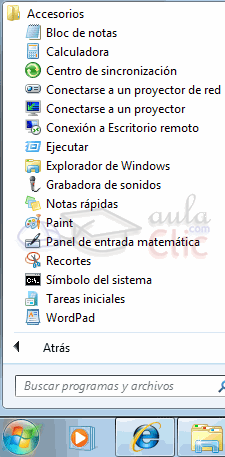 Accesorios
Bloc de notas
Calculadora
Centro de sincronización
Conectarse a un proyector de red
Conectarse a un proyector
Conexión a Escritorio remoto
Ejecutar
Explorador de Windows
Grabadora de sonidos
Notas rápidas
aula
.com
Paint
Clic
Panel de entrada matemática
Recortes
C:\.
Símbolo del sistema
Tareas iniciales
WordPad
Atrás
Buscar programas y archivos